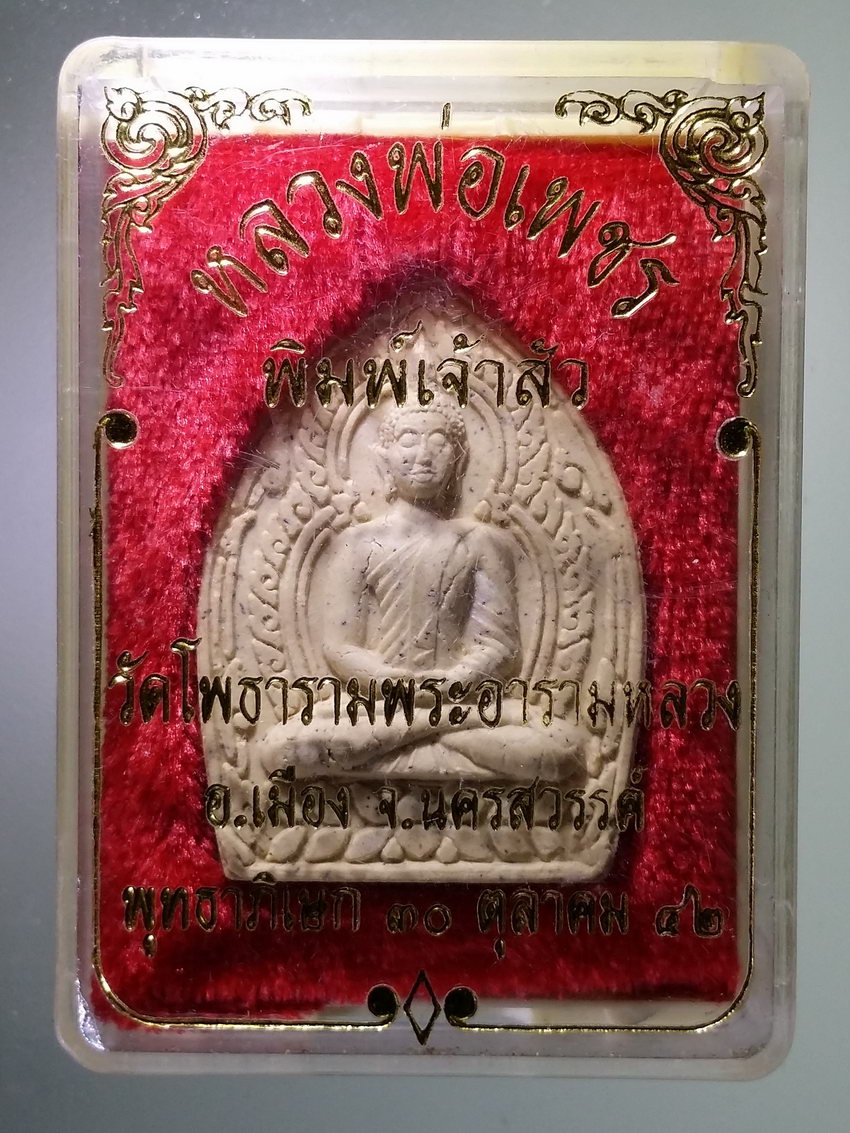 หลวงพ่อเพชร
พิมพ์เจ้าสัว
วัดโพธารามพระอารามหลวง
อ.เมือง จ.นครสวรรค์
พุทธาภิเษก ๓๐ ตุลาคม ๔๒